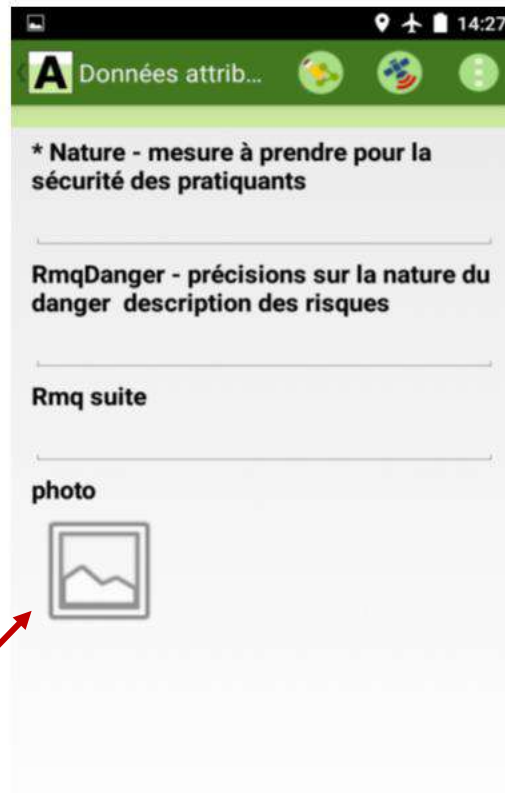 14:27
A Données attrib...
* Nature - mesure à prendre pour la
sécurité des pratiquants
RmqDanger - précisions sur la nature du
danger description des risques
Rmq suite
photo